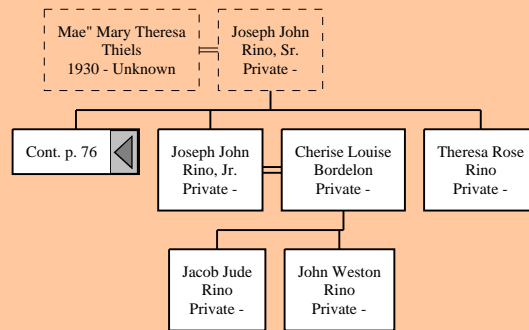 Mae" Mary Theresa
Thiels
1930 - Unknown
Joseph John
Rino, Sr.
Private -
Cont. p. 76
Joseph John
Rino, Jr.
Private -
Cherise Louise
Bordelon
Private -
Theresa Rose
Rino
Private -
Jacob Jude
Rino
Private -
John Weston
Rino
Private -